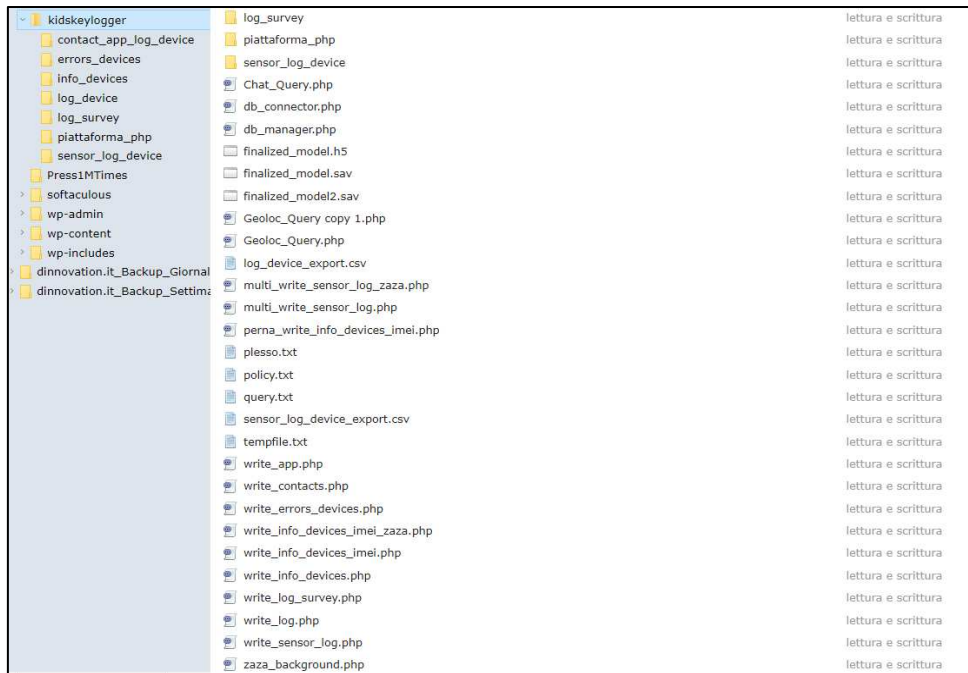 kidskeylogger
contact_app_log_device
errors_devices
info_devices
log_device
log_survey
piattaforma_php
sensor_log_device
Press1MTimes
softaculous
wp-admin
wp-content
wp-includes
dinnovation.it_Backup_Giornal
dinnovation.it_Backup_Settima
log_survey lettura e scrittura
piattaforma_php lettura e scrittura
sensor_log_device lettura e scrittura
Chat_Query.php lettura e scrittura
db_connector.php lettura e scrittura
db_manager.php lettura e scrittura
finalized_model.h5 lettura e scrittura
finalized_model.sav lettura e scrittura
finalized_model2.sav lettura e scrittura
Geoloc_Query copy 1.php lettura e scrittura
Geoloc_Query.php lettura e scrittura
log_device_export.csv lettura e scrittura
multi_write_sensor_log_zaza.php lettura e scrittura
multi_write_sensor_log.php lettura e scrittura
perna_write_info_devices_imei.php lettura e scrittura
plesso.txt lettura e scrittura
policy.txt lettura e scrittura
query.txt lettura e scrittura
sensor_log_device_export.csv lettura e scrittura
tempfile.txt lettura e scrittura
write_app.php lettura e scrittura
write_contacts.php lettura e scrittura
write_errors_devices.php lettura e scrittura
write_info_devices_imei_zaza.php lettura e scrittura
write_info_devices_imei.php lettura e scrittura
write_info_devices.php lettura e scrittura
write_log_survey.php lettura e scrittura
write_log.php lettura e scrittura
write_sensor_log.php lettura e scrittura
zaza_background.php lettura e scrittura